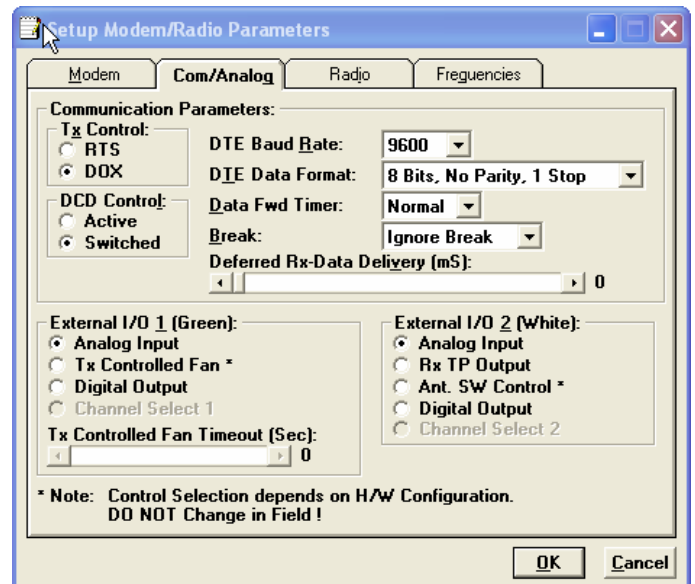 Setup Modem/Radio Parameters
Modem
Com/Analog
Radio
Freguencies
Communication Parameters:
Tx Control:
RTS
DOX
DTE Baud Rate:
9600
DTE Data Format:
8 Bits, No Parity, 1 Stop
DCD Control:
Active
Switched
Data Fwd Timer:
Normal
Break:
Ignore Break
Deferred Rx-Data Delivery (mS):
0
External I/O 1 (Green):
Analog Input
Tx Controlled Fan *
Digital Output
Channel Select 1
Tx Controlled Fan Timeout (Sec):
0
External I/O 2 (White):
Analog Input
Rx TP Output
Ant. SW Control *
Digital Output
Channel Select 2
* Note: Control Selection depends on H/W Configuration.
DO NOT Change in Field !
OK
Cancel